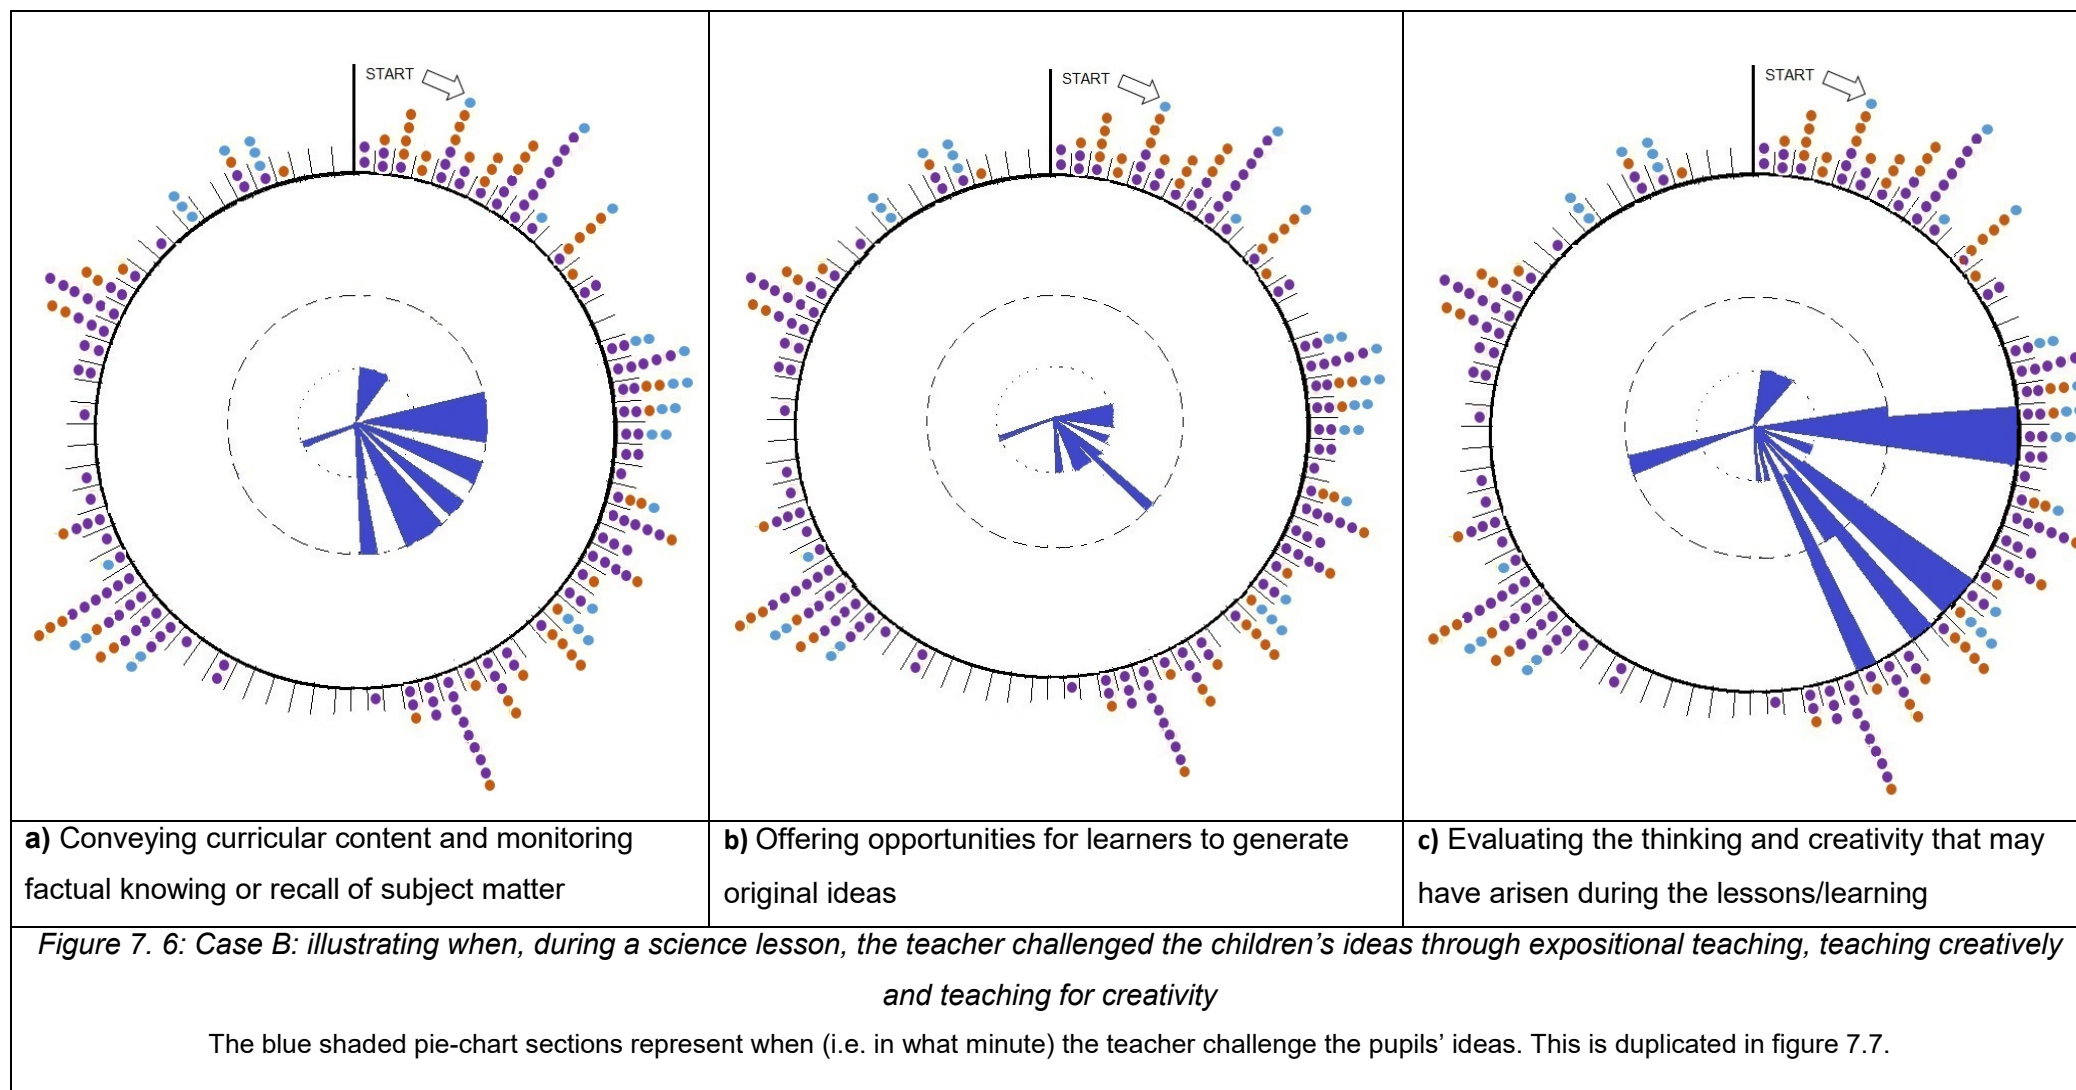 START
START
START
a) Conveying curricular content and monitoring
factual knowing or recall of subject matter
b) Offering opportunities for learners to generate
original ideas
c) Evaluating the thinking and creativity that may
have arisen during the lessons/learning
Figure 7. 6: Case B: illustrating when, during a science lesson, the teacher challenged the children’s ideas through expositional teaching, teaching creatively
and teaching for creativity
The blue shaded pie-chart sections represent when (i.e. in what minute) the teacher challenge the pupils’ ideas. This is duplicated in figure 7.7.